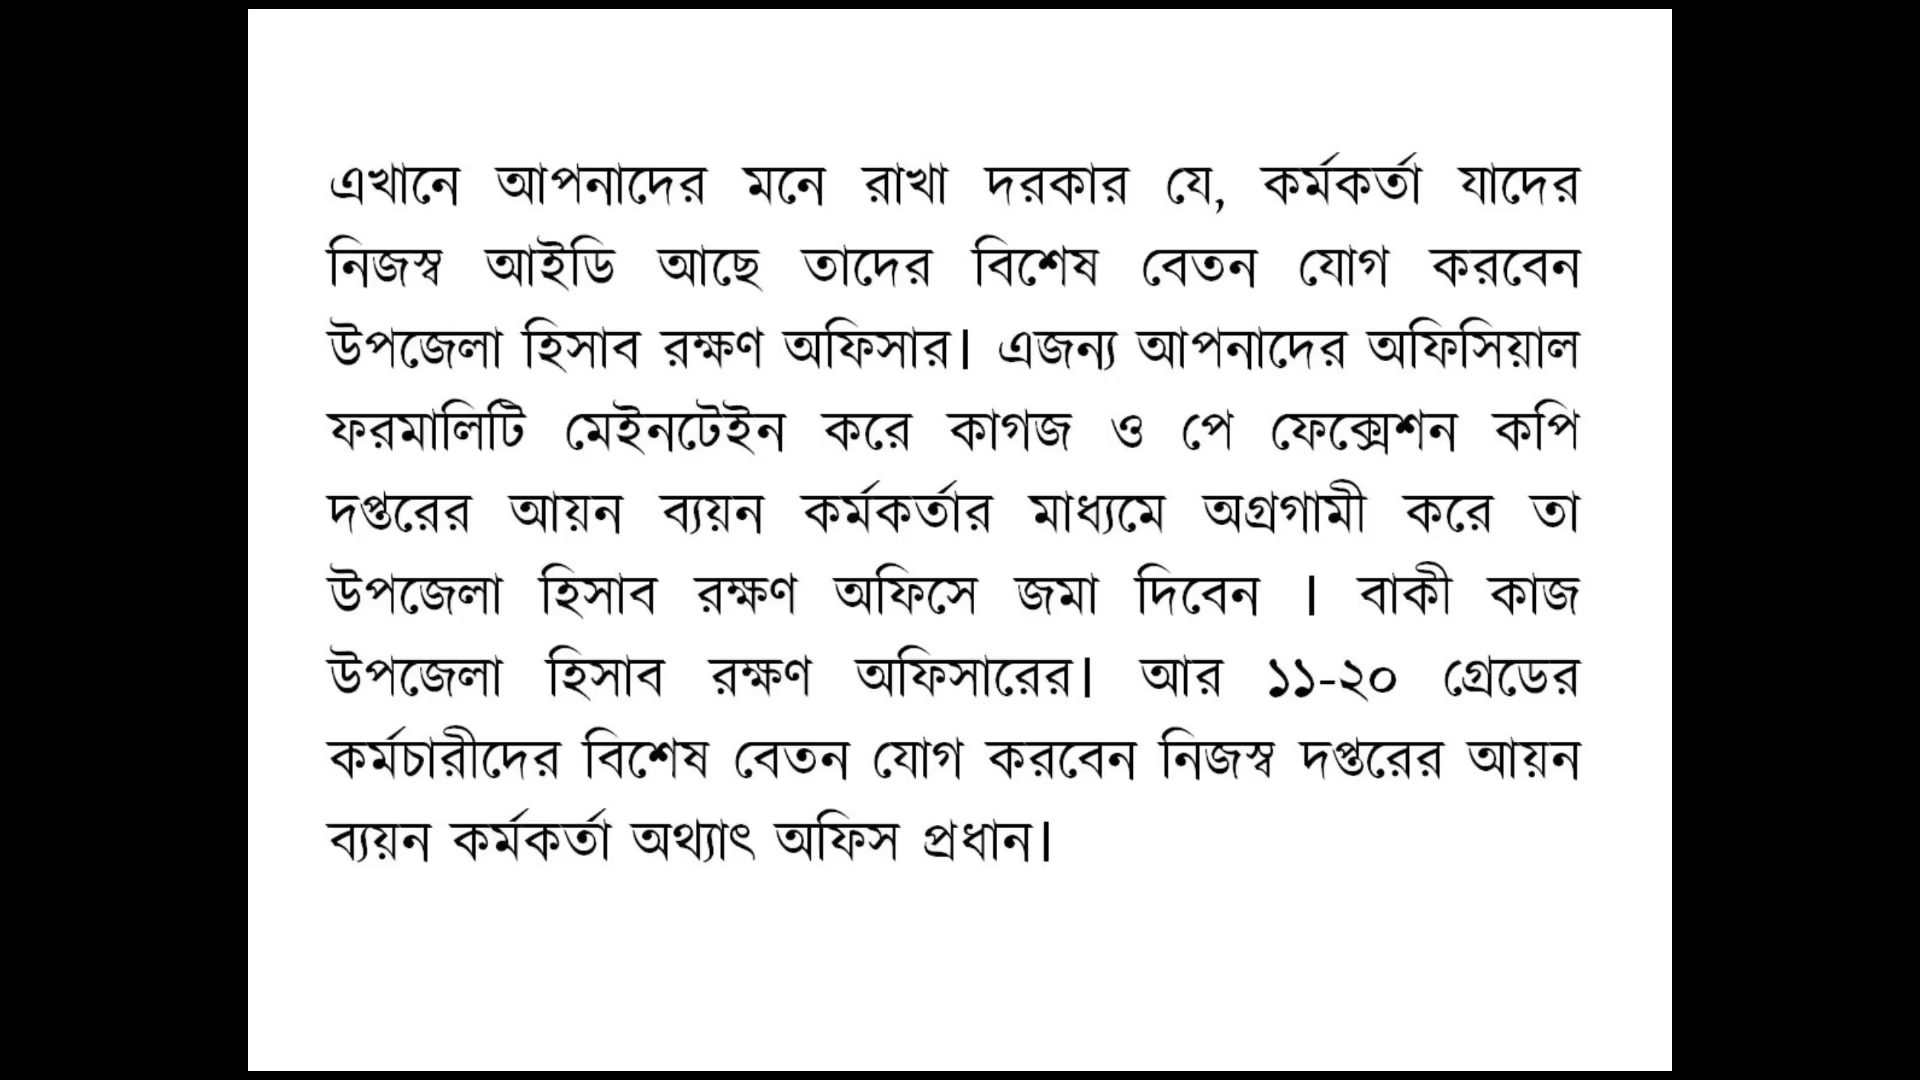 এখানে আপনাদের মনে রাখা দরকার যে, কর্মকর্তা যাদের
নিজস্ব আইডি আছে তাদের বিশেষ বেতন যোগ করবেন
উপজেলা হিসাব রক্ষণ অফিসার। এজন্য আপনাদের অফিসিয়াল
ফরমালিটি মেইনটেইন করে কাগজ ও পে ফেক্সেশন কপি
দপ্তরের আয়ন ব্যয়ন কর্মকর্তার মাধ্যমে অগ্রগামী করে তা
উপজেলা হিসাব রক্ষণ অফিসে জমা দিবেন । বাকী কাজ
উপজেলা হিসাব রক্ষণ অফিসারের। আর ১১-২০ গ্রেডের
কর্মচারীদের বিশেষ বেতন যোগ করবেন নিজস্ব দপ্তরের আয়ন
ব্যয়ন কর্মকর্তা অথ্যাৎ অফিস প্রধান।